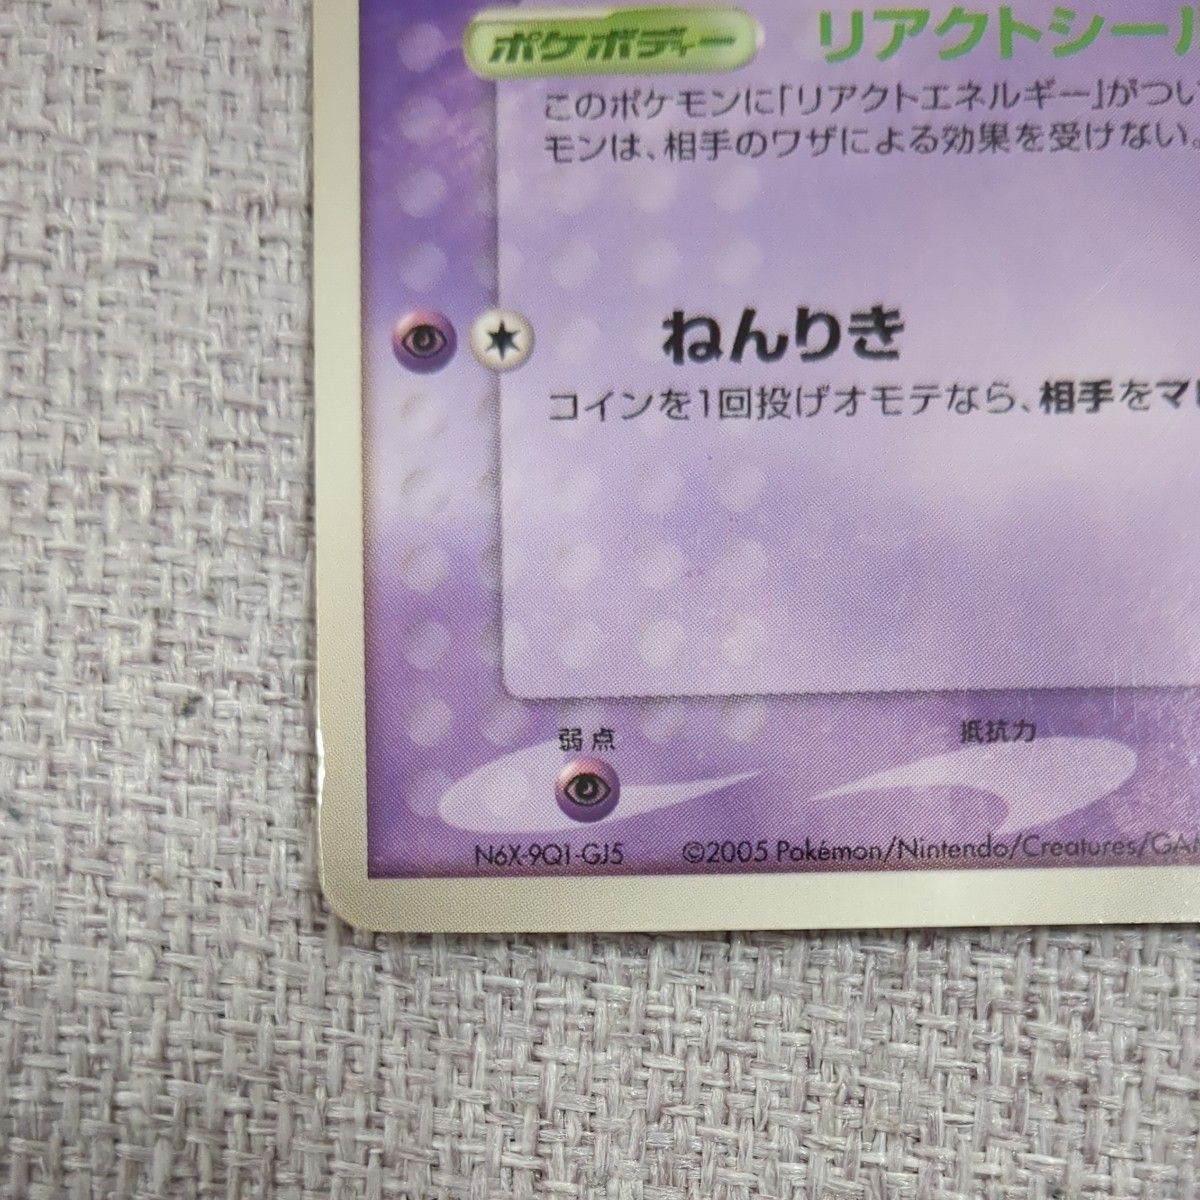 ポケボディー リアクトシール
このポケモンに「リアクトエネルギー」がつい
モンは、相手のワザによる効果を受けない。
ねんりき
コインを1回投げオモテなら、相手をマ
弱点 抵抗力
N6X-9Q1-GJ5 ©2005 Pokémon/Nintendo/Creatures/GA